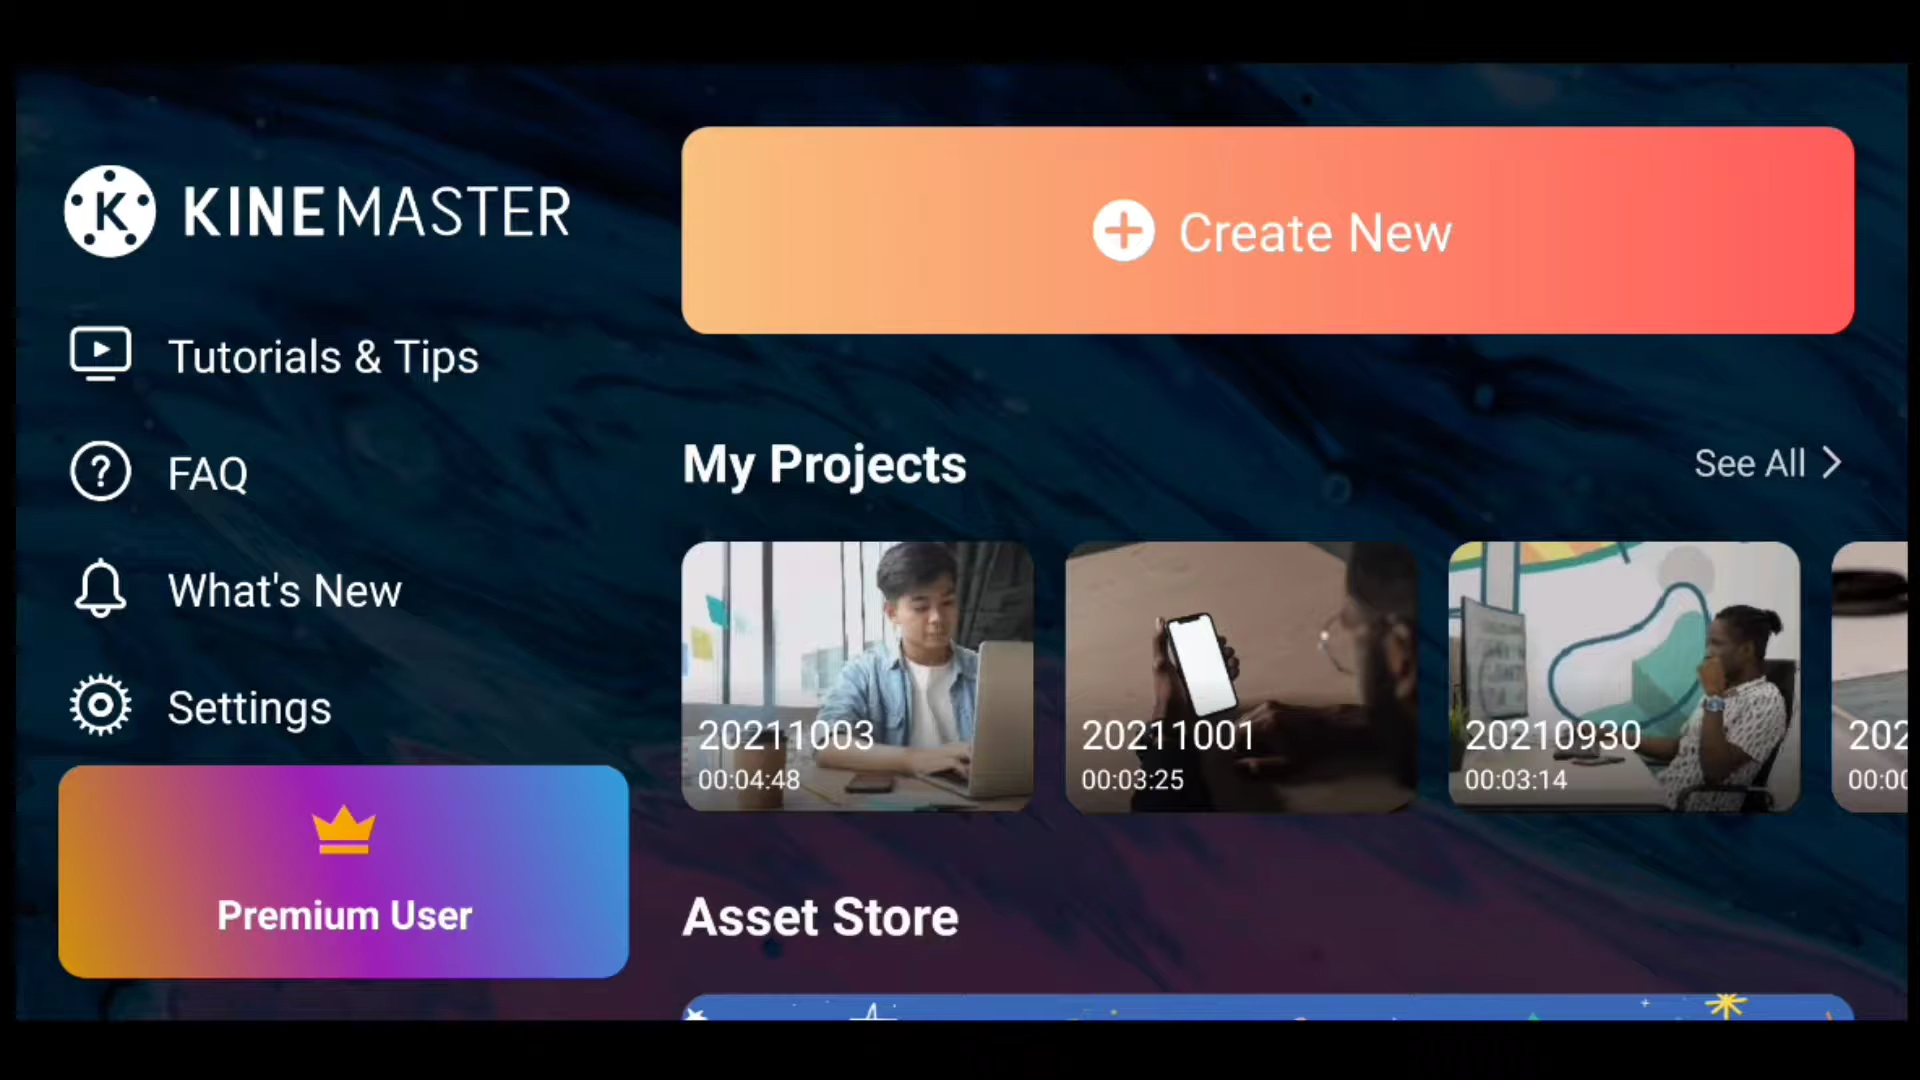 KINEMASTER
Tutorials & Tips
FAQ
What's New
Settings
Premium User
Create New
My Projects
See All
20211003
00:04:48
20211001
00:03:25
20210930
00:03:14
Asset Store